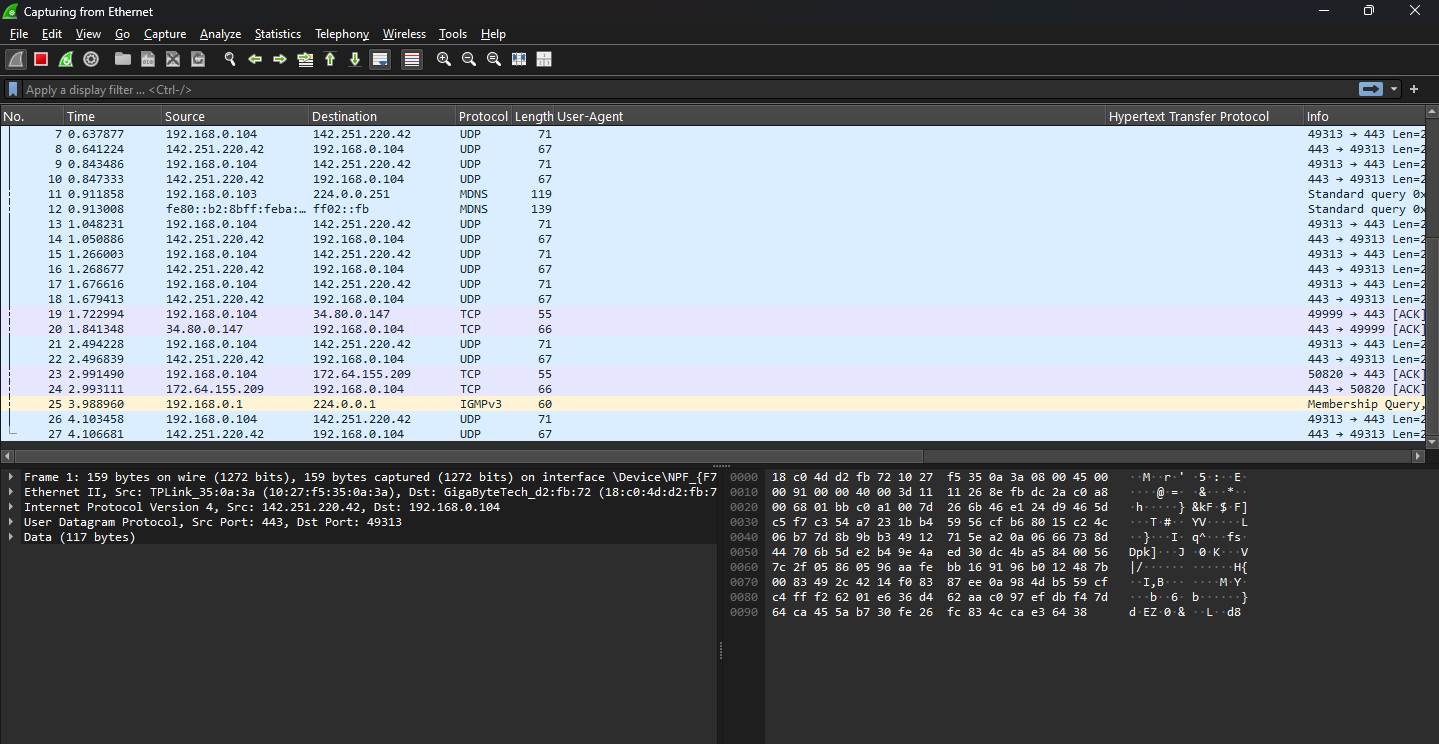 Capturing from Ethernet
File Edit View Go Capture Analyze Statistics Telephony Wireless Tools Help
Apply a display filter ... <Ctrl-/>
No. Time Source Destination Protocol Length User-Agent Hypertext Transfer Protocol Info
7 0.637877 192.168.0.104 142.251.220.42 UDP 71 49313 → 443 Len=2
8 0.641224 142.251.220.42 192.168.0.104 UDP 67 443 → 49313 Len=2
9 0.843486 192.168.0.104 142.251.220.42 UDP 71 49313 → 443 Len=2
10 0.847333 142.251.220.42 192.168.0.104 UDP 67 443 → 49313 Len=2
11 0.911858 192.168.0.103 224.0.0.251 MDNS 119 Standard query 0x
12 0.913008 fe80::b2:8bff:feba:… ff02::fb MDNS 139 Standard query 0x
13 1.048231 192.168.0.104 142.251.220.42 UDP 71 49313 → 443 Len=2
14 1.050886 142.251.220.42 192.168.0.104 UDP 67 443 → 49313 Len=2
15 1.266003 192.168.0.104 142.251.220.42 UDP 71 49313 → 443 Len=2
16 1.268677 142.251.220.42 192.168.0.104 UDP 67 443 → 49313 Len=2
17 1.676616 192.168.0.104 142.251.220.42 UDP 71 49313 → 443 Len=2
18 1.679413 142.251.220.42 192.168.0.104 UDP 67 443 → 49313 Len=2
19 1.722994 192.168.0.104 34.80.0.147 TCP 55 49999 → 443 [ACK]
20 1.841348 34.80.0.147 192.168.0.104 TCP 66 443 → 49999 [ACK]
21 2.494228 192.168.0.104 142.251.220.42 UDP 71 49313 → 443 Len=2
22 2.496839 142.251.220.42 192.168.0.104 UDP 67 443 → 49313 Len=2
23 2.991490 192.168.0.104 172.64.155.209 TCP 55 50820 → 443 [ACK]
24 2.993111 172.64.155.209 192.168.0.104 TCP 66 443 → 50820 [ACK]
25 3.988960 192.168.0.1 224.0.0.1 IGMPv3 60 Membership Query,
26 4.103458 192.168.0.104 142.251.220.42 UDP 71 49313 → 443 Len=2
27 4.106681 142.251.220.42 192.168.0.104 UDP 67 443 → 49313 Len=2
Frame 1: 159 bytes on wire (1272 bits), 159 bytes captured (1272 bits) on interface \Device\NPF_{F7
Ethernet II, Src: TPLink_35:0a:3a (10:27:f5:35:0a:3a), Dst: GigaByteTech_d2:fb:72 (18:c0:4d:d2:fb:7
Internet Protocol Version 4, Src: 142.251.220.42, Dst: 192.168.0.104
User Datagram Protocol, Src Port: 443, Dst Port: 49313
Data (117 bytes)
0000 18 c0 4d d2 fb 72 10 27 f5 35 0a 3a 08 00 45 00 ··M··r·' ·5·:··E·
0010 00 91 00 00 40 00 3d 11 11 26 8e fb dc 2a c0 a8 ····@·=· ·&···*··
0020 00 68 01 bb c0 a1 00 7d 26 6b 46 e1 24 d9 46 5d ·h·····} &kF·$·F]
0030 c5 f7 c3 54 a7 23 1b b4 59 56 cf b6 80 15 c2 4c ···T·#·· YV·····L
0040 06 b7 7d 8b 9b b3 49 12 71 5e a2 0a 06 66 73 8d ··}···I· q^···fs·
0050 44 70 6b 5d e2 b4 9e 4a ed 30 dc 4b a5 84 00 56 Dpk]···J ·0·K···V
0060 7c 2f 05 86 05 96 aa fe bb 16 91 96 b0 12 48 7b |/······ ······H{
0070 00 83 49 2c 42 14 f0 83 87 ee 0a 98 4d b5 59 cf ··I,B··· ····M·Y·
0080 c4 ff f2 62 01 e6 36 d4 62 aa c0 97 ef db f4 7d ···b··6· b······}
0090 64 ca 45 5a b7 30 fe 26 fc 83 4c ca e3 64 38 d·EZ·0·& ··L··d8